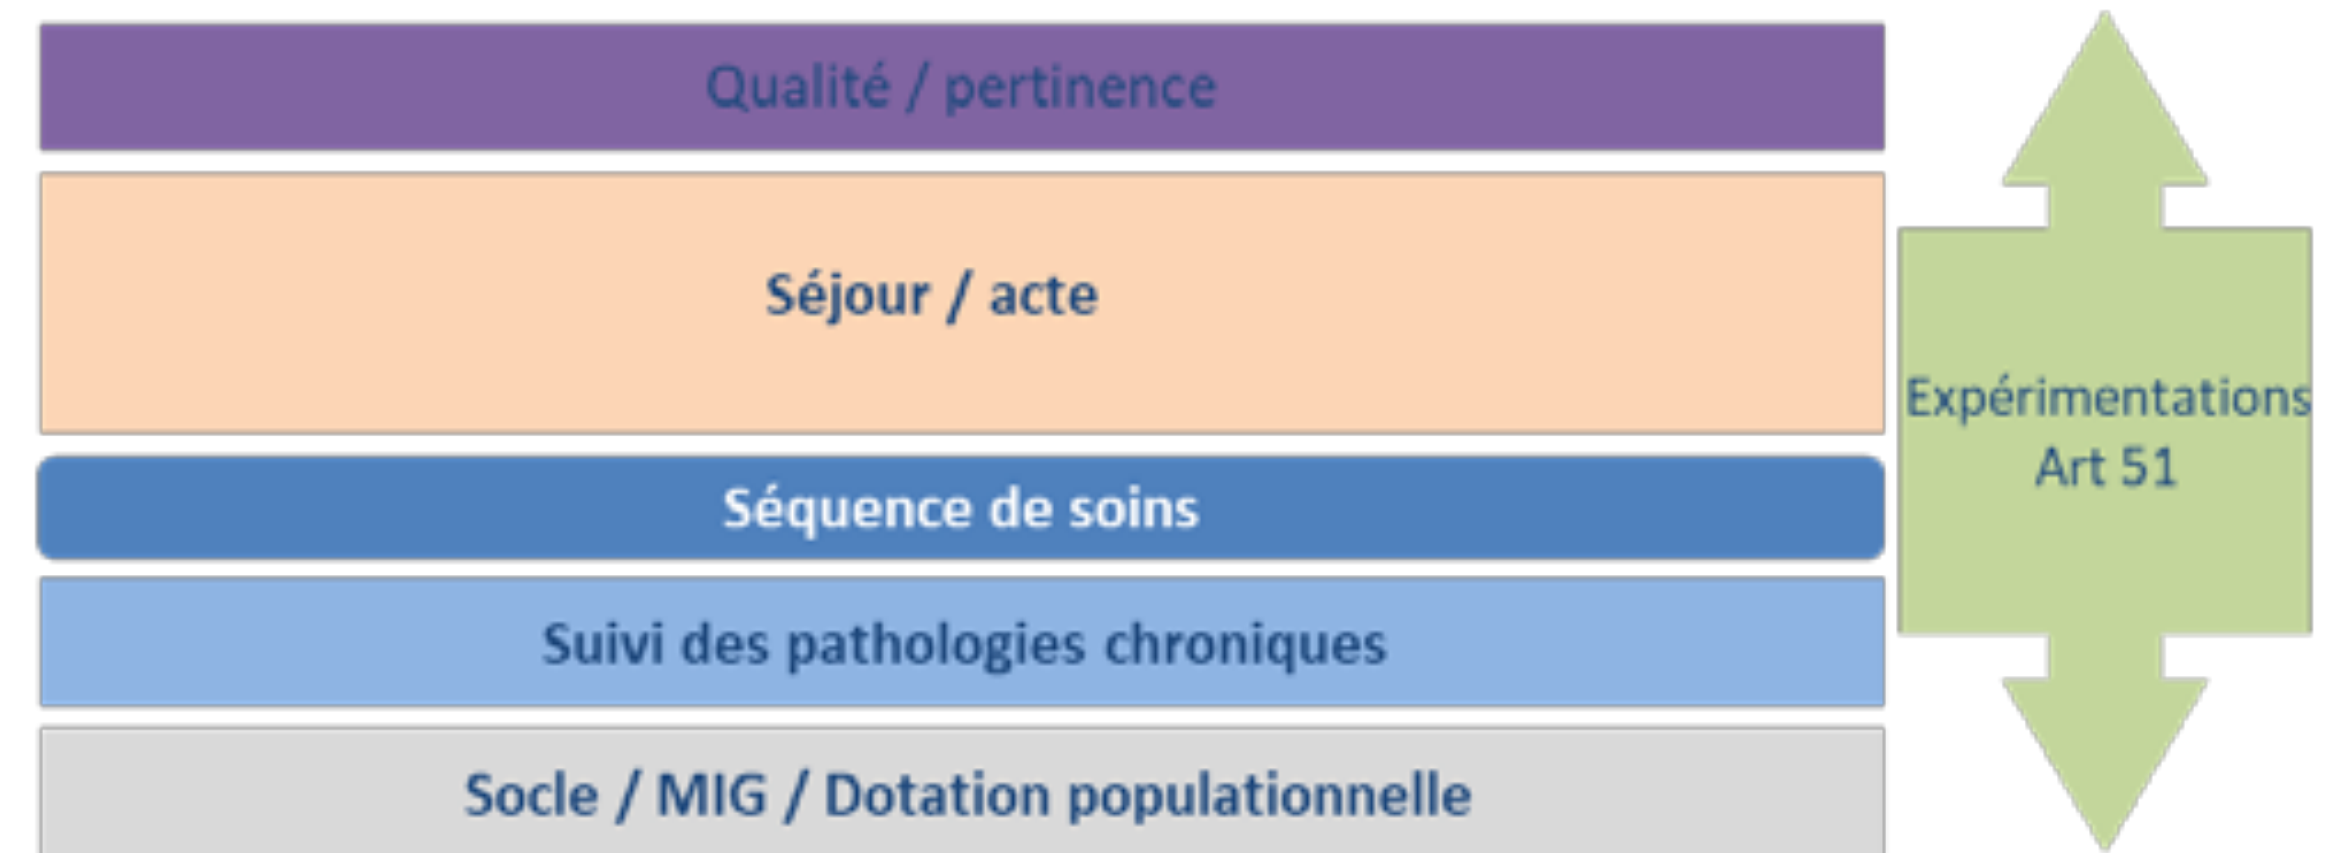 Qualité / pertinence
Séjour / acte
Séquence de soins
Suivi des pathologies chroniques
Socle / MIG / Dotation populationnelle
Expérimentations
Art 51